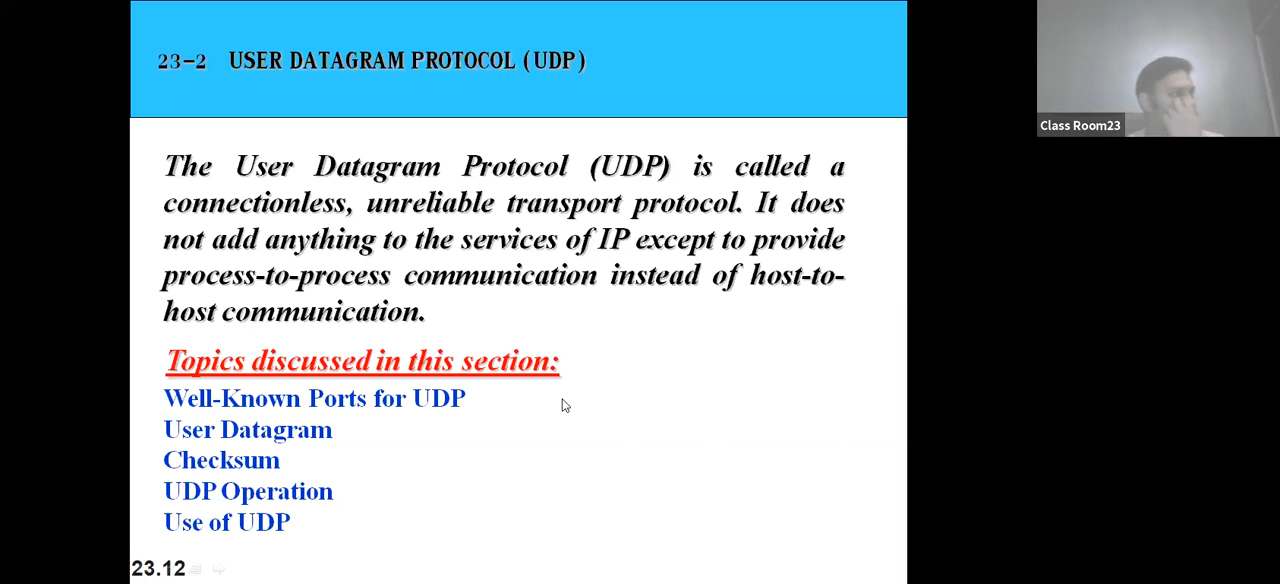 23-2 USER DATAGRAM PROTOCOL (UDP)
Class Room23
The User Datagram Protocol (UDP) is called a
connectionless, unreliable transport protocol. It does
not add anything to the services of IP except to provide
process-to-process communication instead of host-to-
host communication.
Topics discussed in this section:
Well-Known Ports for UDP
User Datagram
Checksum
UDP Operation
Use of UDP
23.12